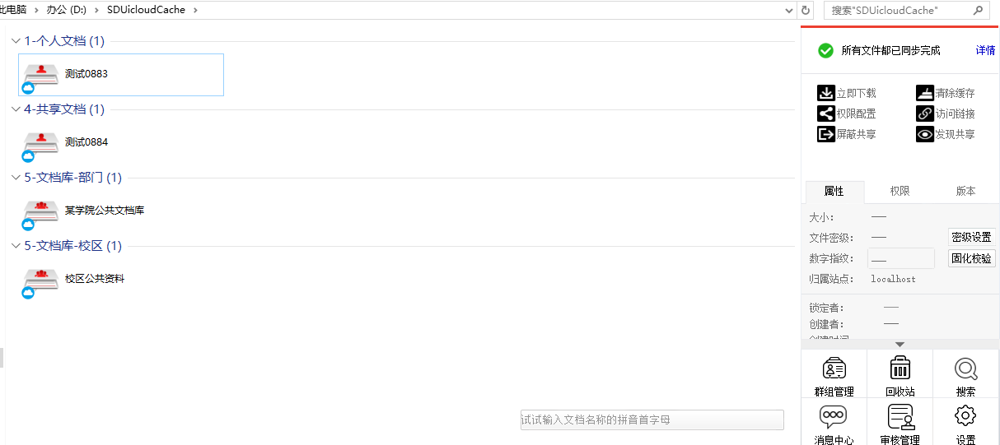 此电脑 › 办公 (D:) › SDUicloudCache ›
搜索"SDUicloudCache"
1-个人文档 (1)
测试0883
4-共享文档 (1)
测试0884
5-文档库-部门 (1)
某学院公共文档库
5-文档库-校区 (1)
校区公共资料
试试输入文档名称的拼音首字母
所有文件都已同步完成 详情
立即下载 清除缓存
权限配置 访问链接
屏蔽共享 发现共享
属性 权限 版本
大小: ——
文件密级: —— 密级设置
数字指纹: —— 固化校验
归属站点: localhost
锁定者: ——
创建者: ——
创建时间
群组管理 回收站 搜索
消息中心 审核管理 设置